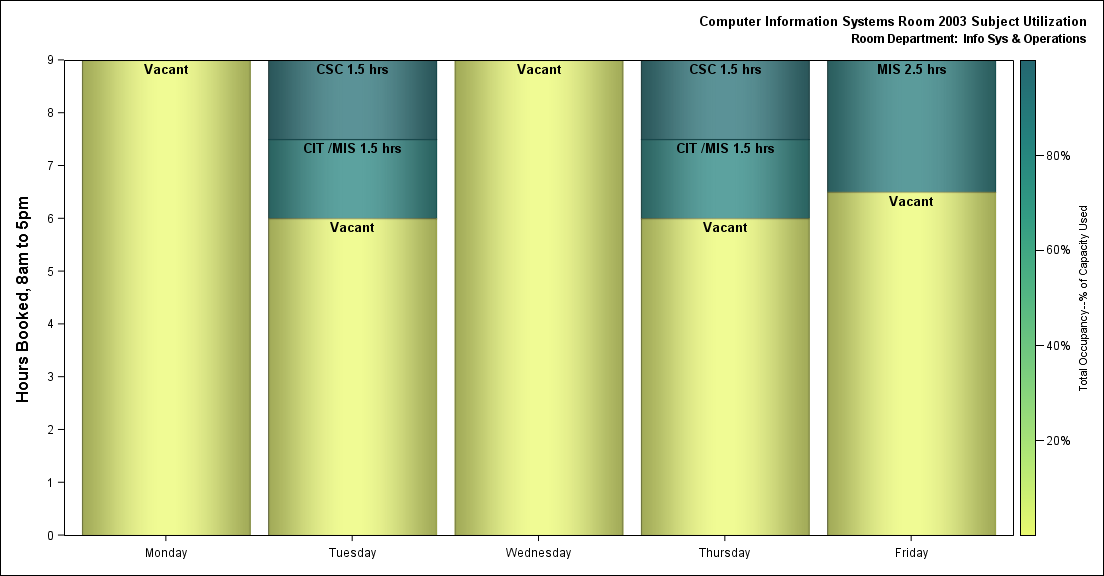 Computer Information Systems Room 2003 Subject Utilization
Room Department: Info Sys & Operations
Hours Booked, 8am to 5pm
9
8
7
6
5
4
3
2
1
0
Vacant
CSC 1.5 hrs
CIT /MIS 1.5 hrs
Vacant
Vacant
CSC 1.5 hrs
CIT /MIS 1.5 hrs
Vacant
MIS 2.5 hrs
Vacant
Monday
Tuesday
Wednesday
Thursday
Friday
80%
60%
40%
20%
Total Occupancy--% of Capacity Used